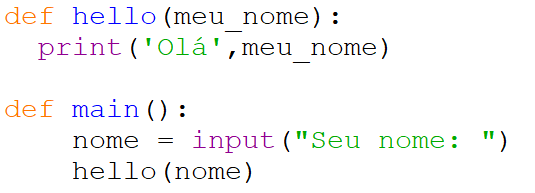 def hello(meu_nome):
  print('Olá',meu_nome)
def main():
    nome = input("Seu nome: ")
    hello(nome)